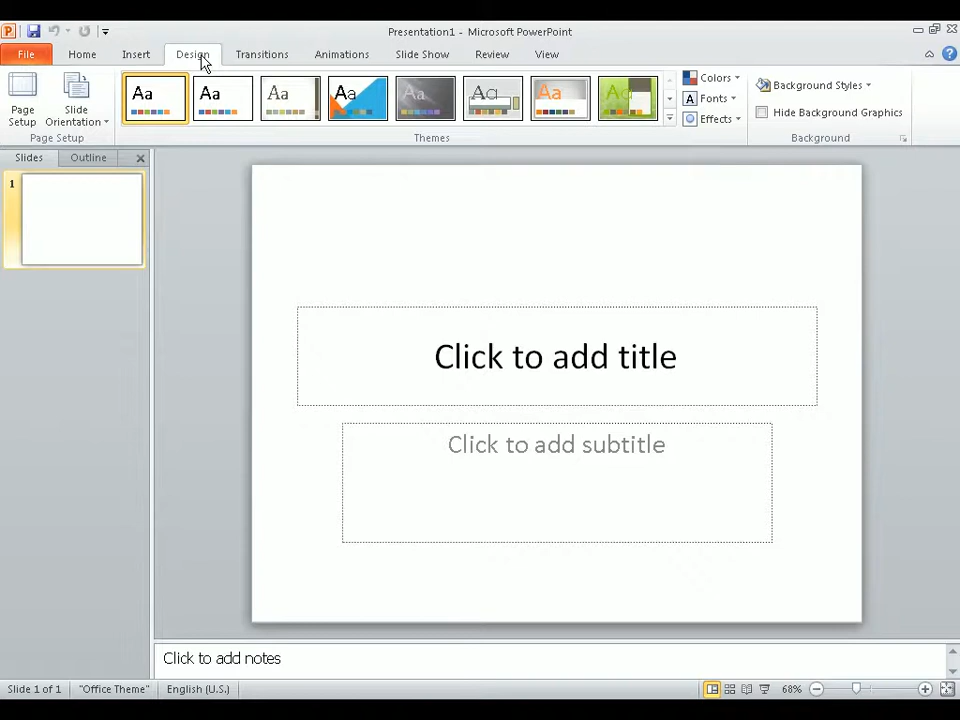 Presentation1 - Microsoft PowerPoint
File Home Insert Design Transitions Animations Slide Show Review View
Page Setup
Slide Orientation
Page Setup
Aa Aa Aa Aa Aa Aa Aa Aa
Themes
Colors
Fonts
Effects
Background Styles
Hide Background Graphics
Background
Slides Outline
1
Click to add title
Click to add subtitle
Click to add notes
Slide 1 of 1 "Office Theme" English (U.S.) 68%